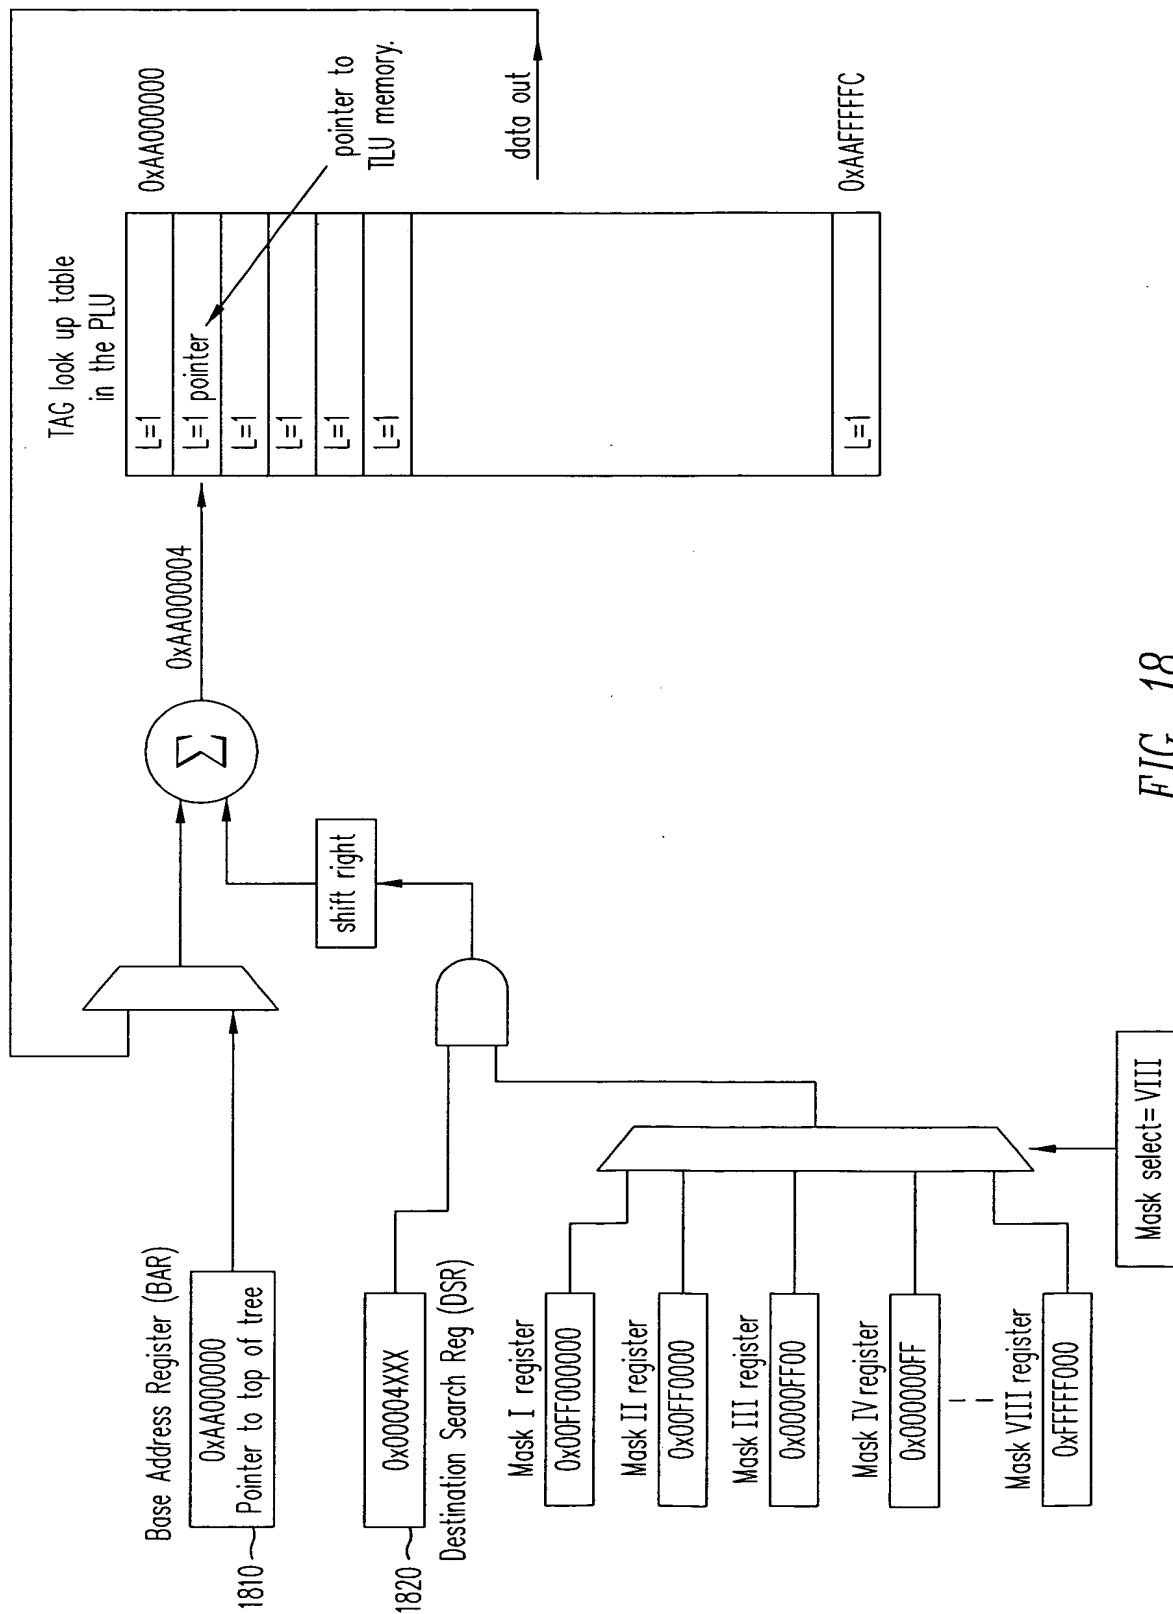 Base Address Register (BAR)
0xAA000000
Pointer to top of tree
1810
0x00004XXX
1820
Destination Search Reg (DSR)
Mask I register
0x00FF000000
Mask II register
0x00FF0000
Mask III register
0x0000FF00
Mask IV register
0x000000FF
Mask VIII register
0xFFFFF000
Mask select= VIII
shift right
Σ
0xAA000004
TAG look up table
in the PLU
L=1
L=1 pointer
L=1
L=1
L=1
L=1
L=1
0xAA000000
pointer to
TLU memory.
data out
0xAAFFFFFC
FIG. 18